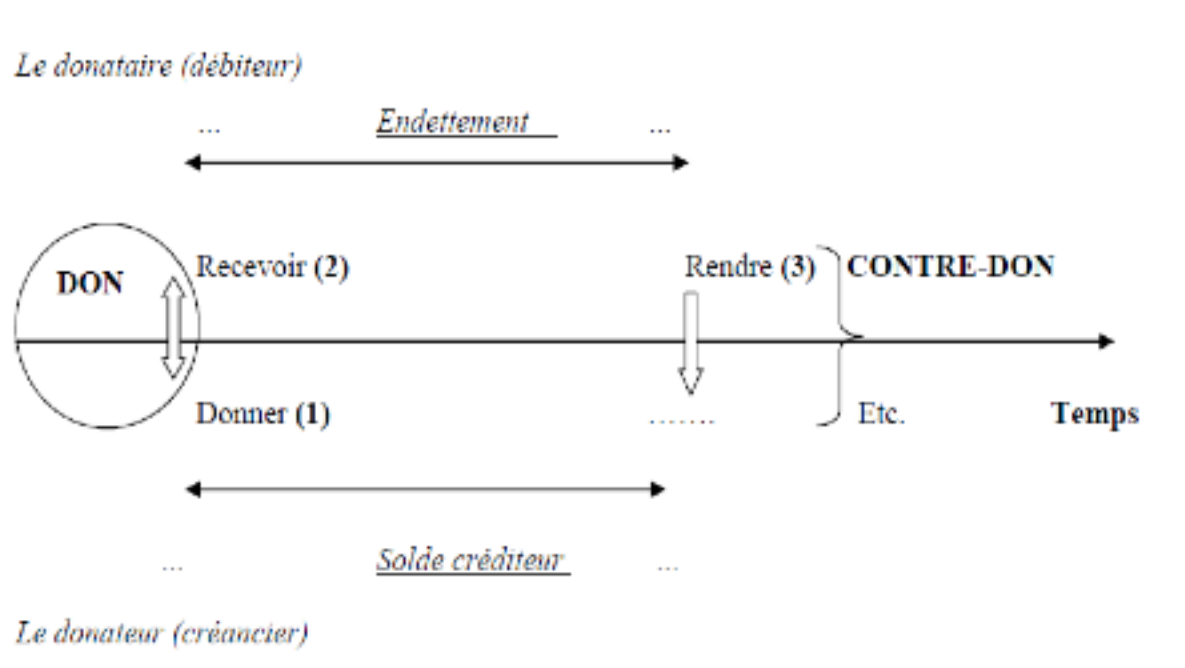 Le donataire (débiteur)
... Endettement ...
DON
Recevoir (2)
Rendre (3)
CONTRE-DON
Donner (1)
.......
Etc.
Temps
... Solde créditeur ...
Le donateur (créancier)